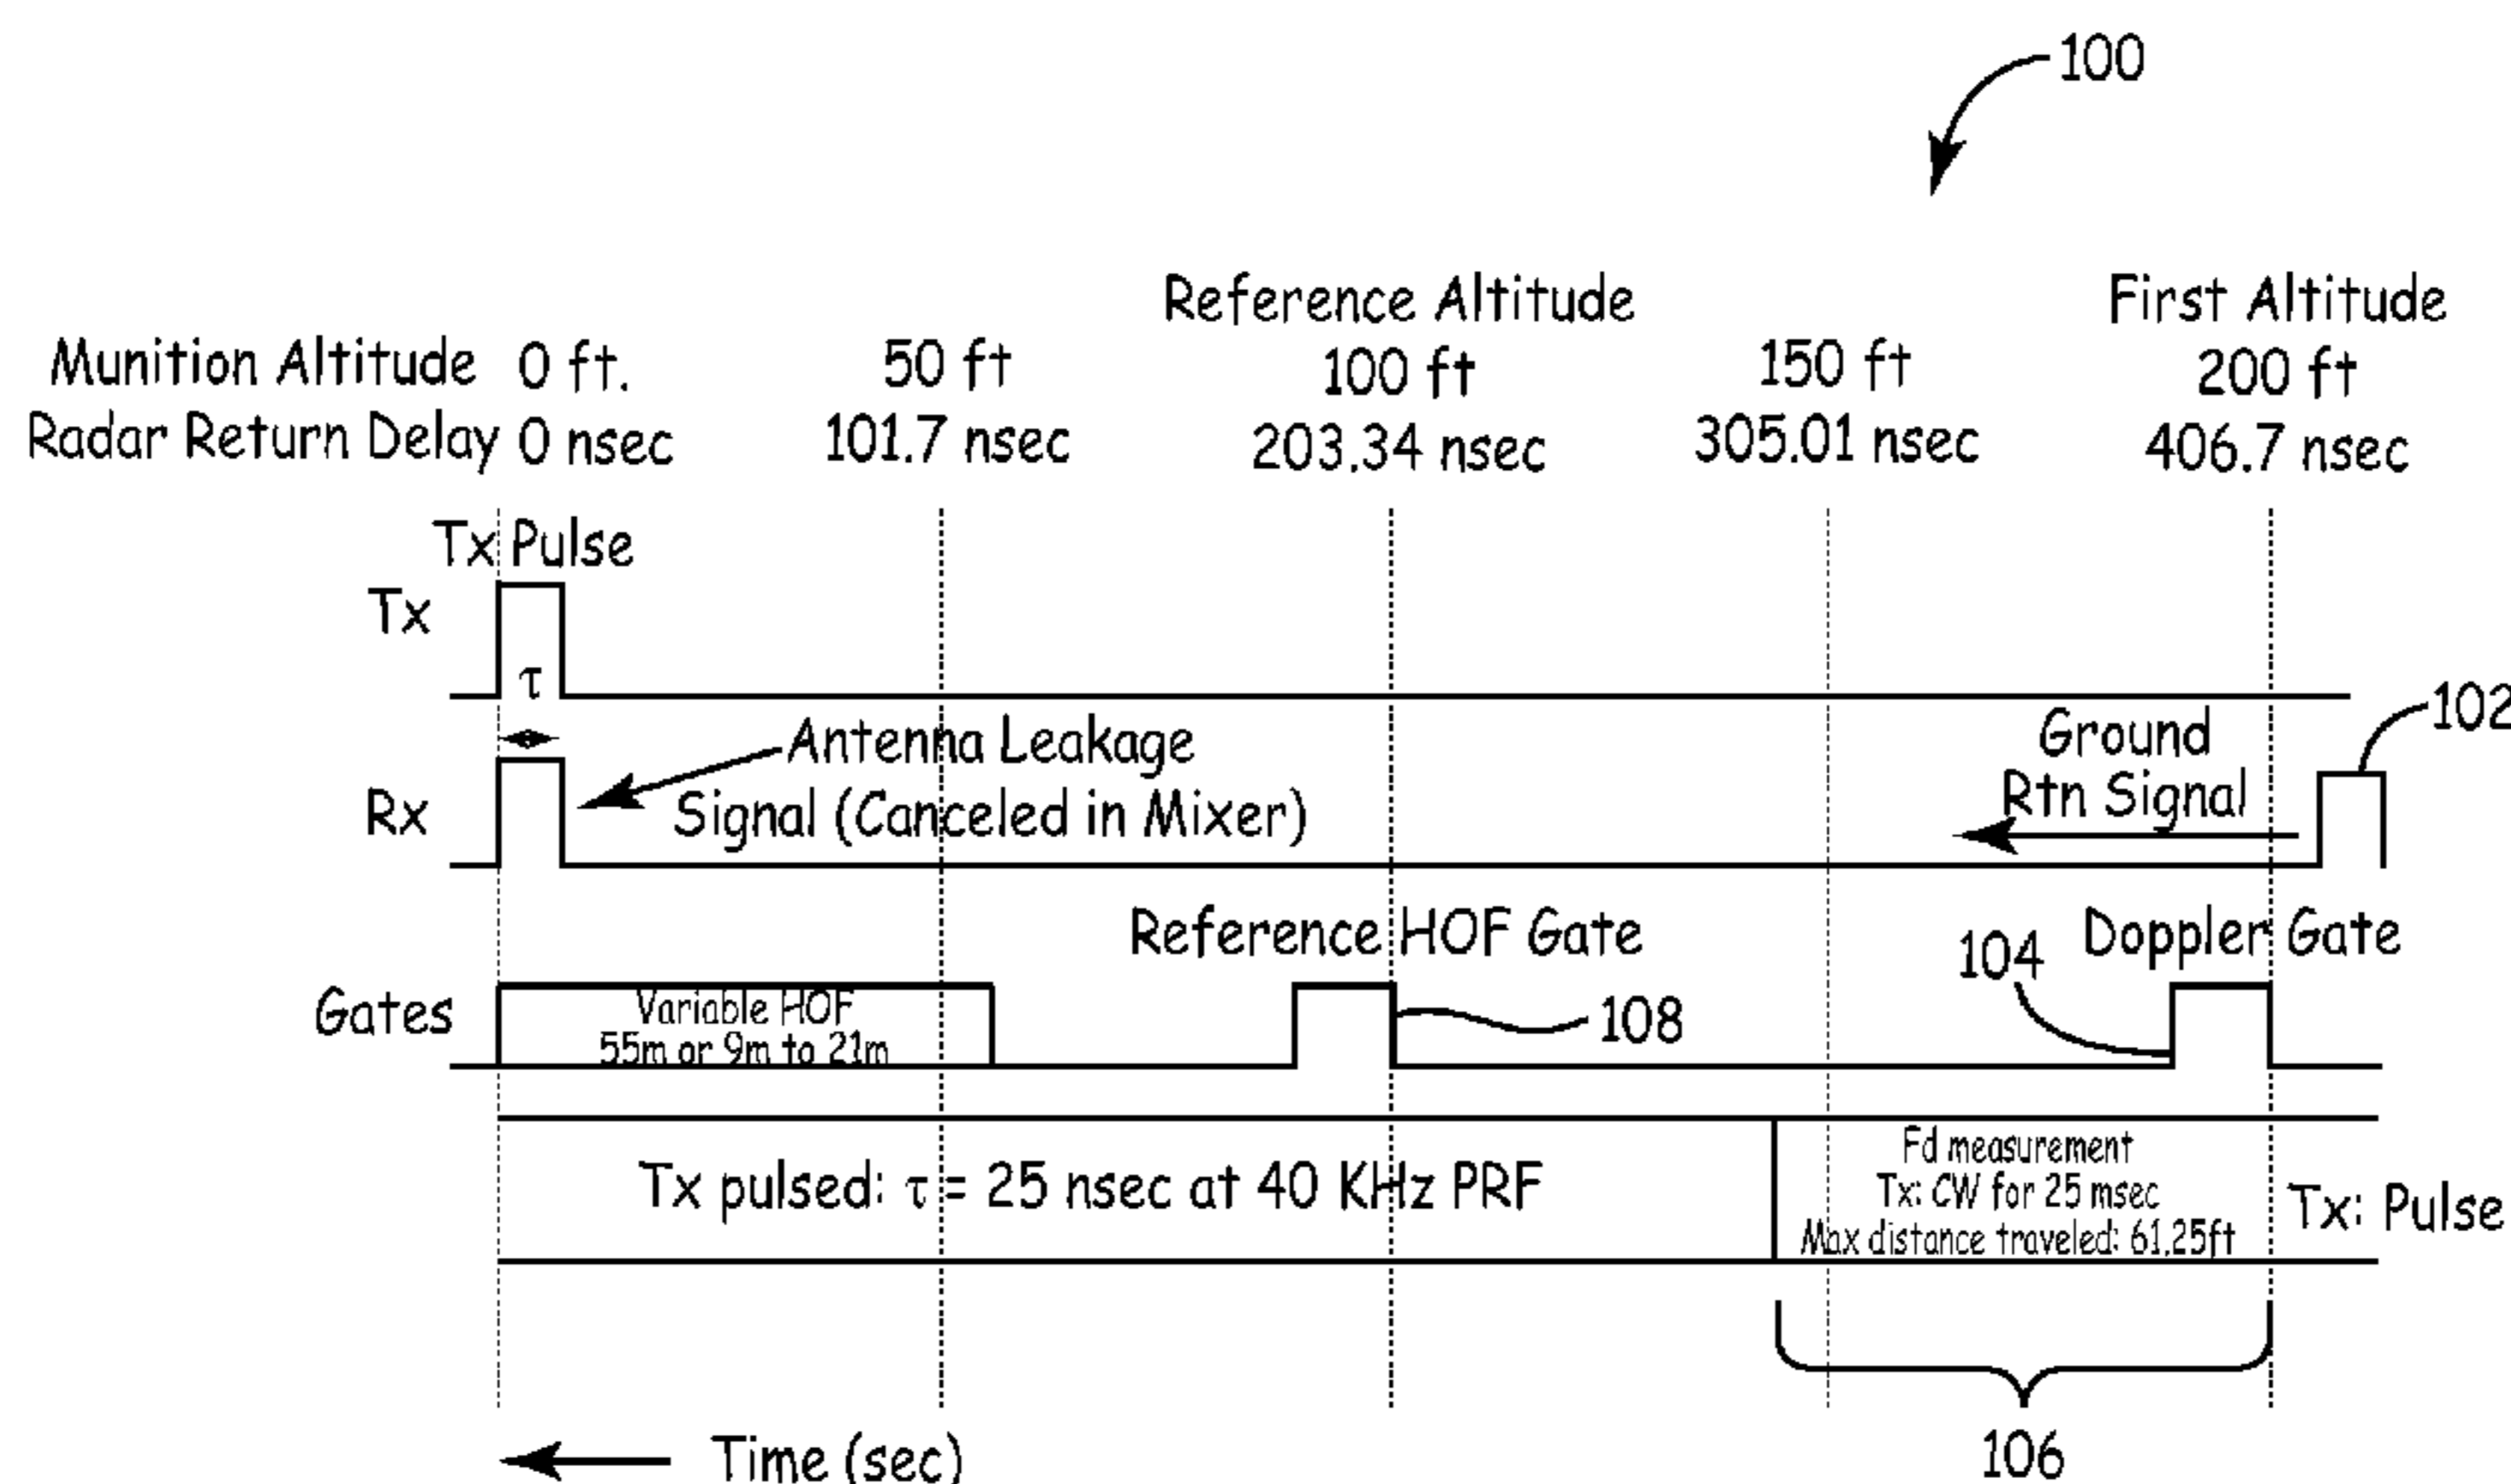 100
Reference Altitude
First Altitude
Munition Altitude 0 ft. 50 ft 100 ft 150 ft 200 ft
Radar Return Delay 0 nsec 101.7 nsec 203.34 nsec 305.01 nsec 406.7 nsec
Tx Pulse
Tx
τ
102
Ground
Rtn Signal
Antenna Leakage
Signal (Canceled in Mixer)
Rx
Reference HOF Gate
Doppler Gate
104
Gates
Variable HOF
55m or 9m to 21m
108
Tx pulsed: τ = 25 nsec at 40 KHz PRF
Fd measurement
Tx: CW for 25 msec
Max distance traveled: 61.25ft
Tx: Pulse
106
Time (sec)